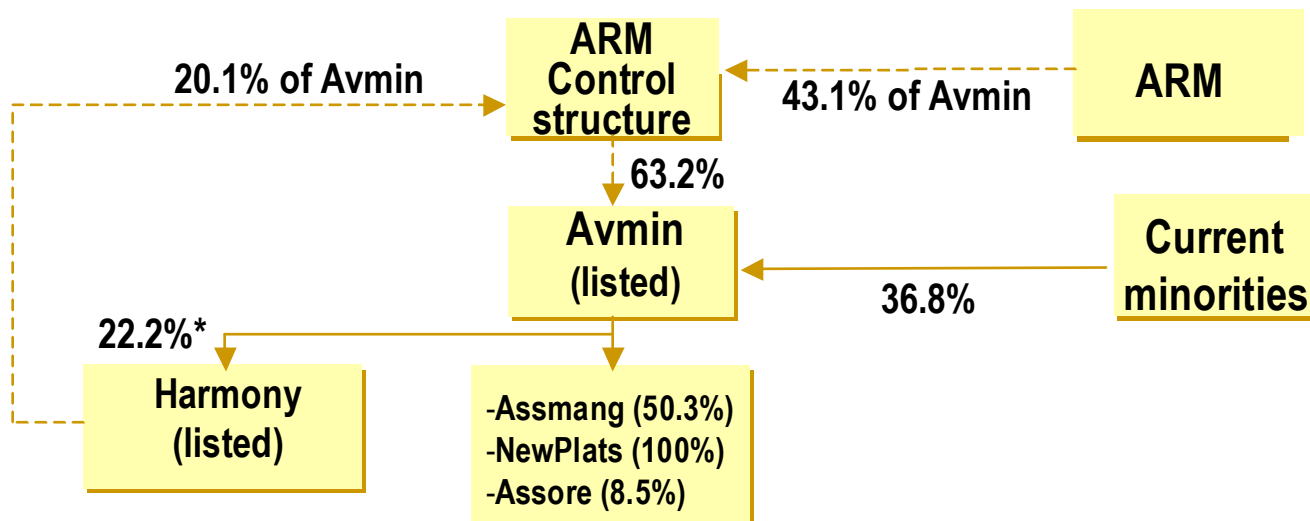 ARM
Control
structure
20.1% of Avmin
43.1% of Avmin
ARM
63.2%
Avmin
(listed)
Current
minorities
36.8%
22.2%*
Harmony
(listed)
-Assmang (50.3%)
-NewPlats (100%)
-Assore (8.5%)